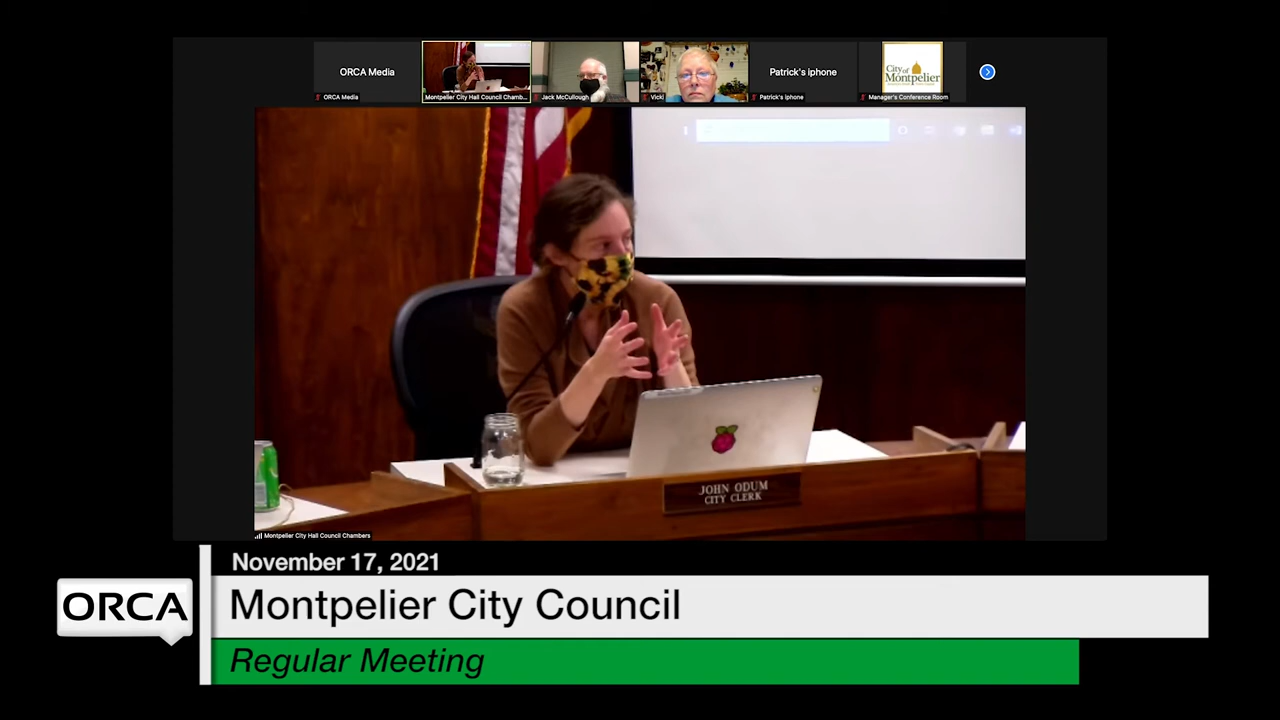 ORCA Media
Patrick's iphone
City of
Montpelier
ORCA Media
Montpelier City Hall Council Chamb...
Jack McCullough
Vicki
Patrick's iphone
Manager's Conference Room
JOHN ODUM
CITY CLERK
Montpelier City Hall Council Chambers
November 17, 2021
ORCA
Montpelier City Council
Regular Meeting